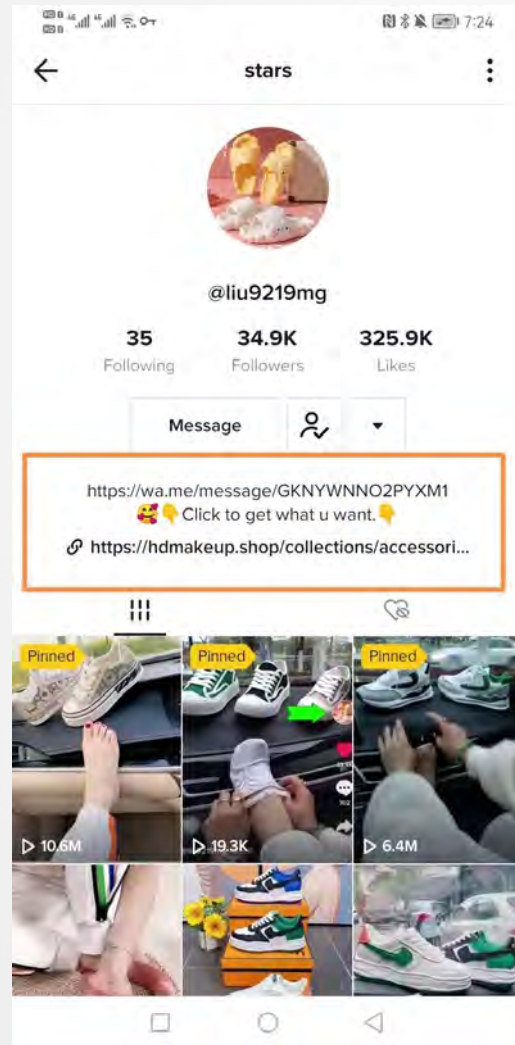 7:24
stars
@liu9219mg
35 34.9K 325.9K
Following Followers Likes
Message
https://wa.me/message/GKNYWNNO2PYXM1
🥰👇Click to get what u want.👇
https://hdmakeup.shop/collections/accessori...
Pinned Pinned Pinned
10.6M 19.3K 6.4M